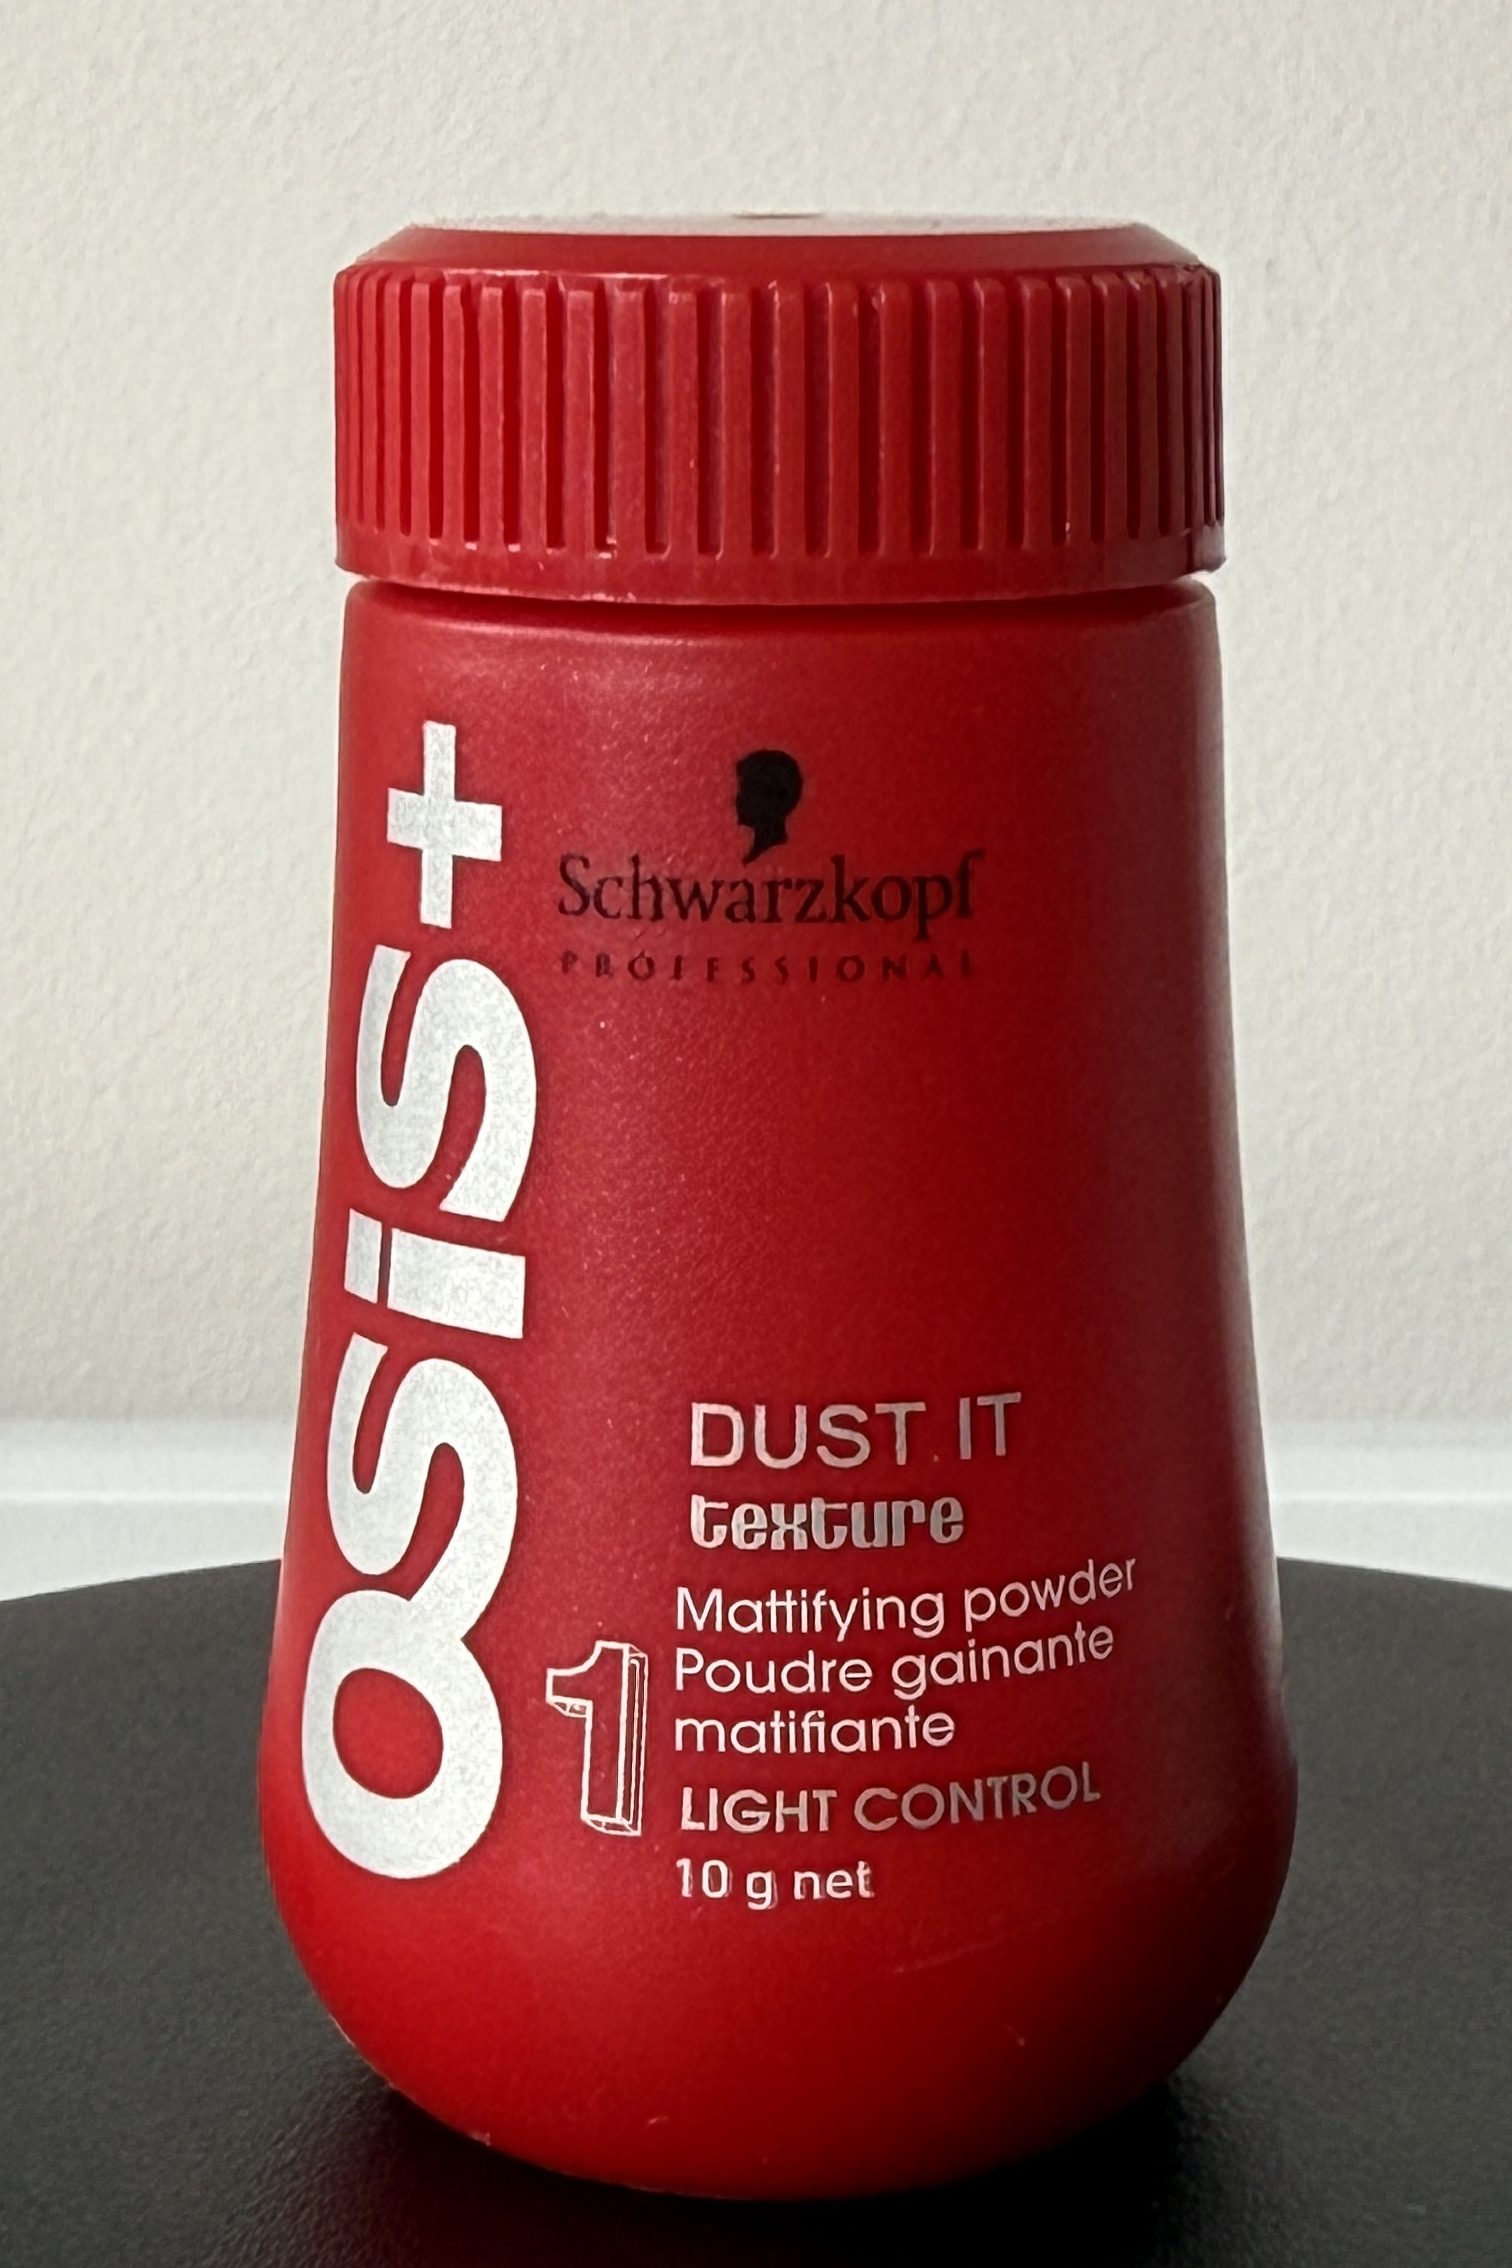 OSiS+
Schwarzkopf
PROFESSIONAL
DUST IT
texture
Mattifying powder
Poudre gainante
matifiante
1
LIGHT CONTROL
10 g net